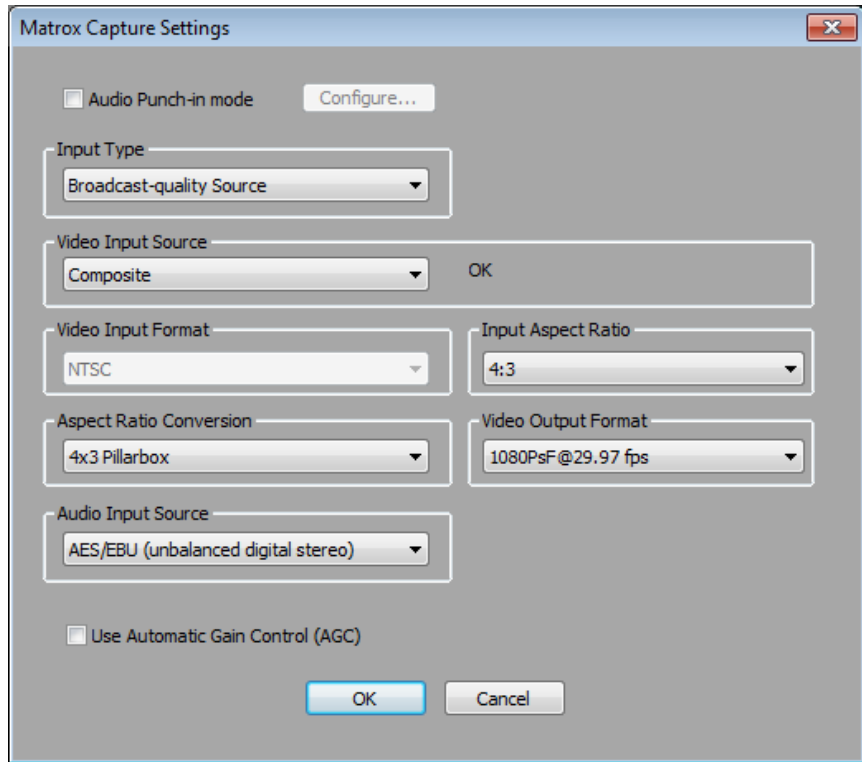 Matrox Capture Settings
Audio Punch-in mode Configure...
Input Type
Broadcast-quality Source
Video Input Source
Composite OK
Video Input Format Input Aspect Ratio
NTSC 4:3
Aspect Ratio Conversion Video Output Format
4x3 Pillarbox 1080PsF@29.97 fps
Audio Input Source
AES/EBU (unbalanced digital stereo)
Use Automatic Gain Control (AGC)
OK Cancel